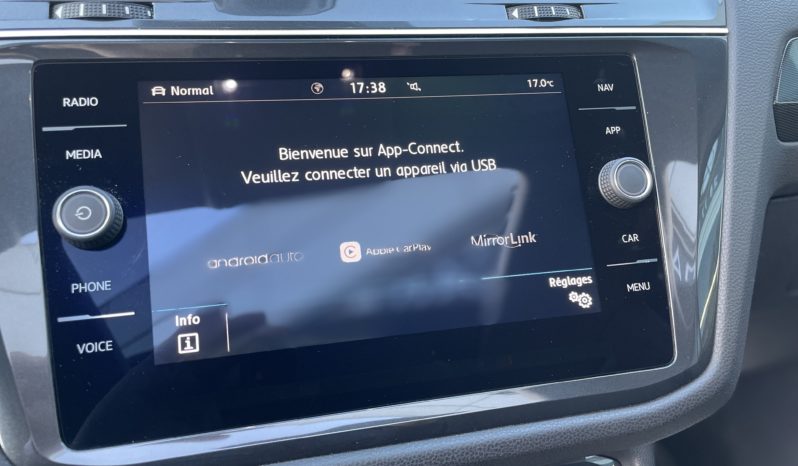 RADIO
MEDIA
PHONE
VOICE
Normal
17:38
17.0°C
Bienvenue sur App-Connect.
Veuillez connecter un appareil via USB
androidauto
Apple CarPlay
MirrorLink
Réglages
Info
NAV
APP
CAR
MENU